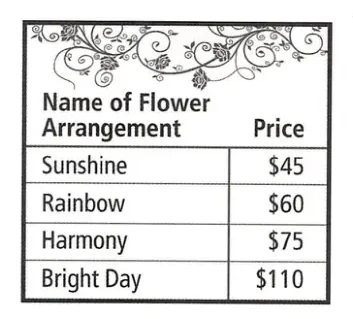 Name of Flower
Arrangement Price
Sunshine $45
Rainbow $60
Harmony $75
Bright Day $110